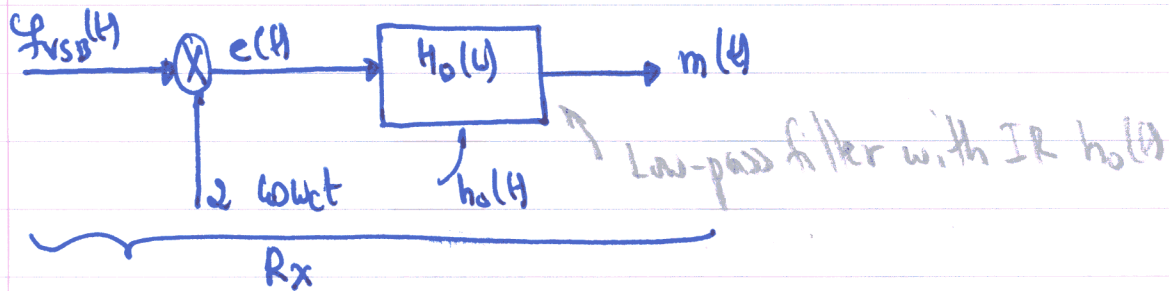 φVSB(t)
X
e(t)
H₀(ω)
m(t)
2 cosωct
h₀(t)
Low-pass filter with IR h₀(t)
Rx